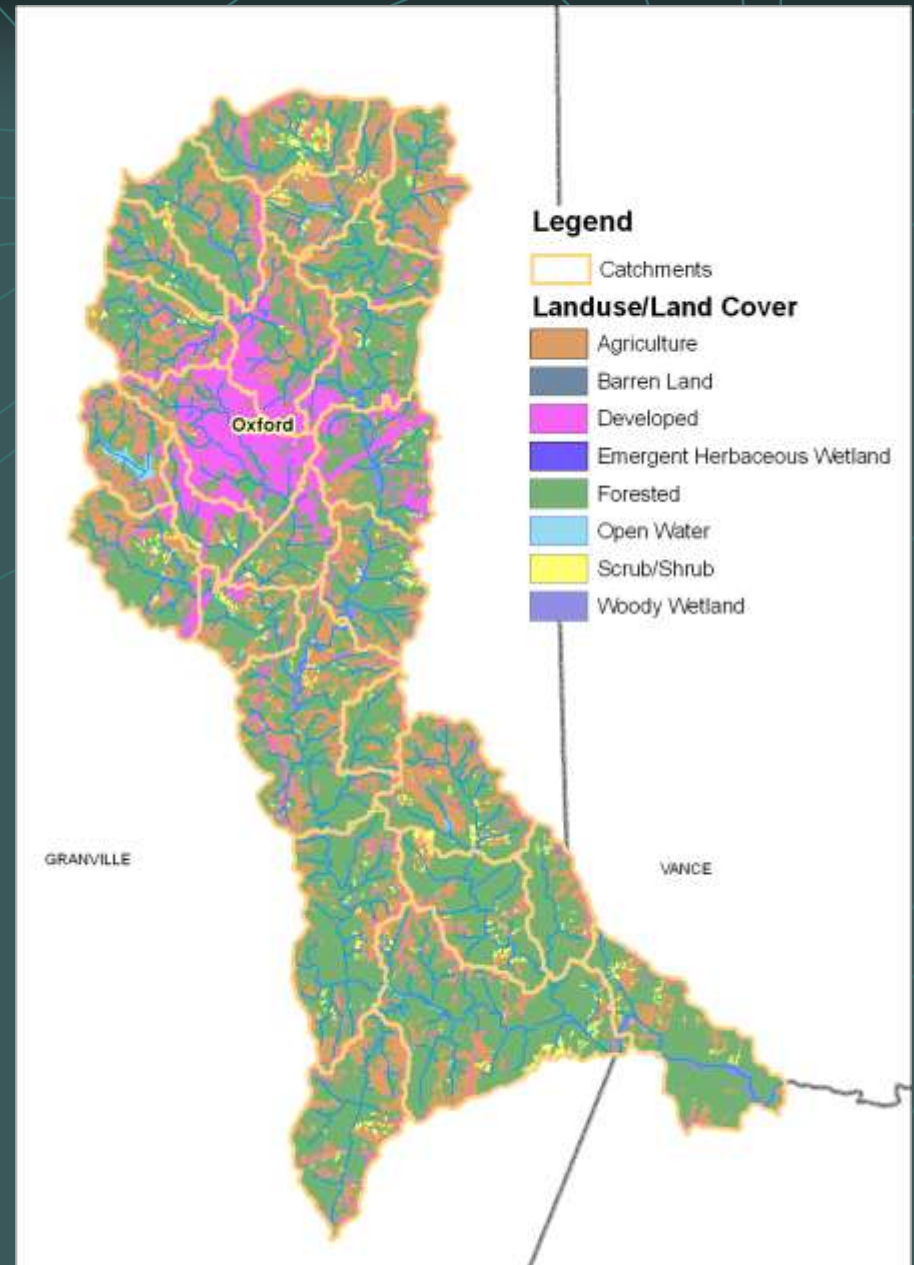 Legend
Catchments
Landuse/Land Cover
Agriculture
Barren Land
Developed
Oxford
Emergent Herbaceous Wetland
Forested
Open Water
Scrub/Shrub
Woody Wetland
GRANVILLE
VANCE